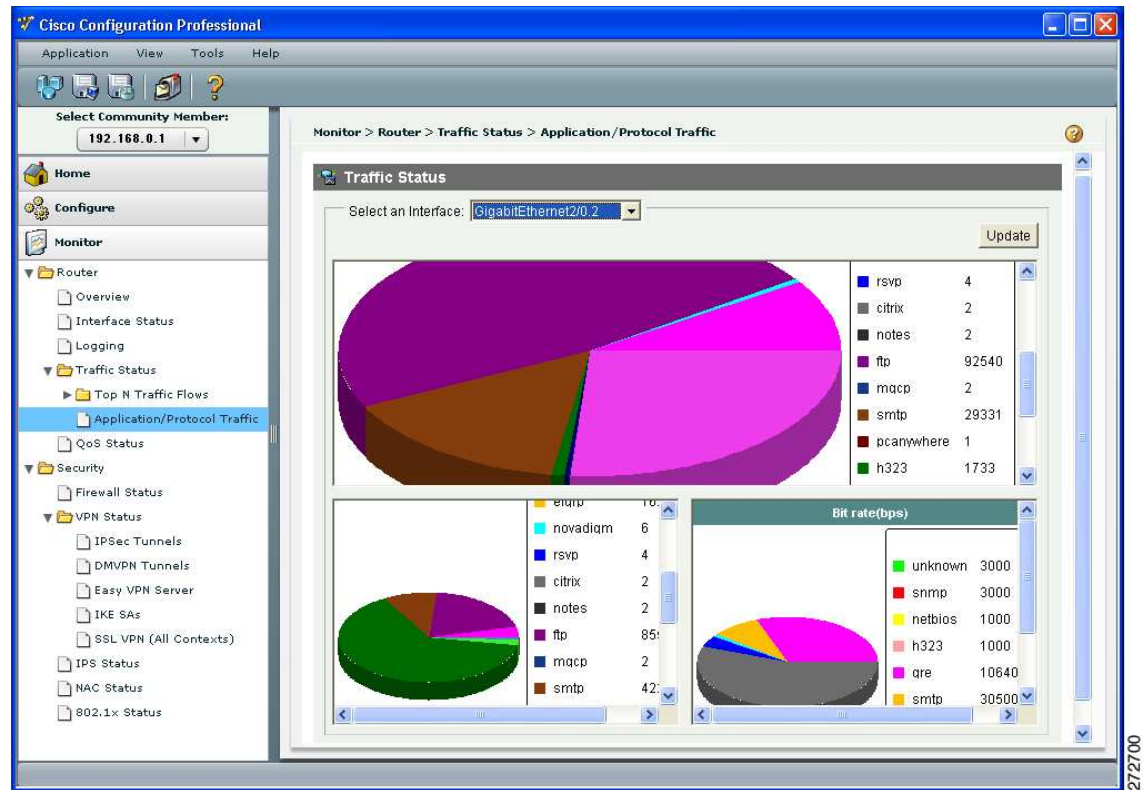 Cisco Configuration Professional
Application View Tools Help
Select Community Member:
192.168.0.1
Home
Configure
Monitor
Router
Overview
Interface Status
Logging
Traffic Status
Top N Traffic Flows
Application/Protocol Traffic
QoS Status
Security
Firewall Status
VPN Status
IPSec Tunnels
DMVPN Tunnels
Easy VPN Server
IKE SAs
SSL VPN (All Contexts)
IPS Status
NAC Status
802.1x Status
Monitor > Router > Traffic Status > Application/Protocol Traffic
Traffic Status
Select an Interface: GigabitEthernet2/0.2
Update
rsvp 4
citrix 2
notes 2
ftp 92540
mgcp 2
smtp 29331
pcanywhere 1
h323 1733
novadigm 6
rsvp 4
citrix 2
notes 2
ftp
mgcp 2
smtp
Bit rate(bps)
unknown 3000
snmp 3000
netbios 1000
h323 1000
gre 10640
smtp 30500
272700